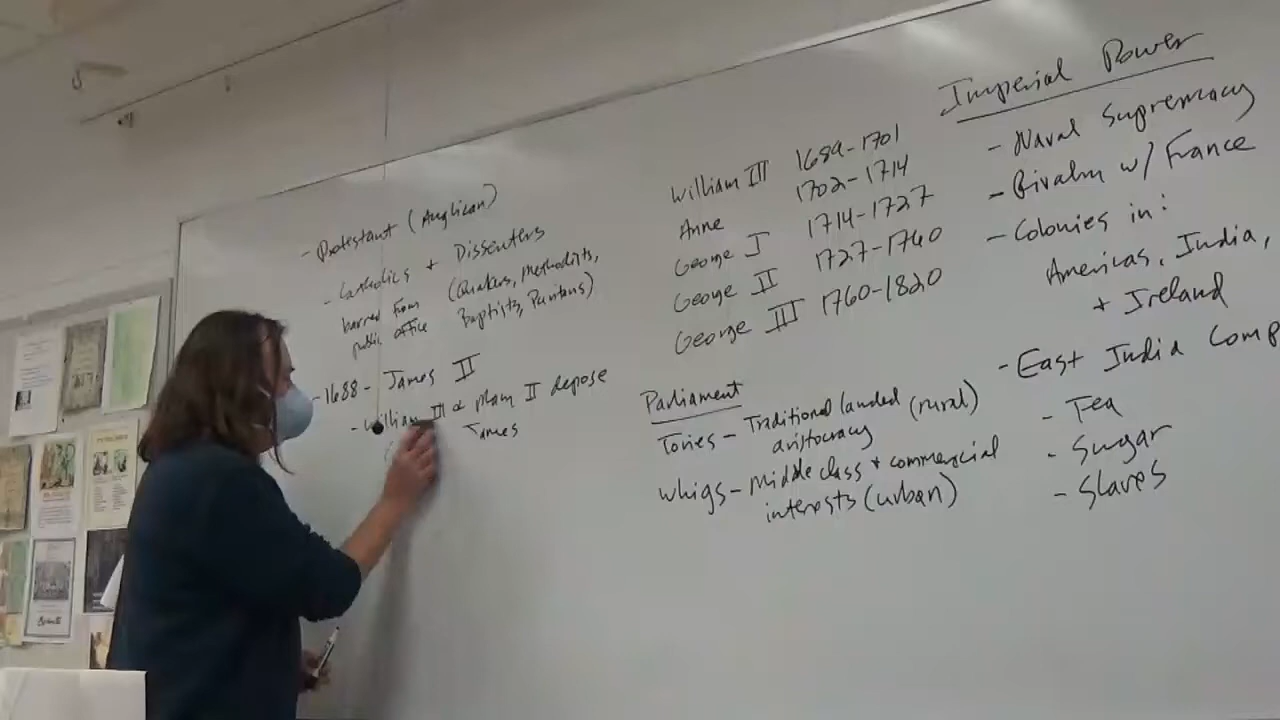 - Protestant (Anglican)
- Catholics + Dissenters
barred from (Quakers, Methodists,
public office Baptists, Puritans)
- 1688 - James II
- William III & Mary II depose
James
William III 1689-1701
Anne 1702-1714
George I 1714-1727
George II 1727-1760
George III 1760-1820
Parliament
Tories - Traditional landed (rural)
aristocracy
Whigs - Middle class + commercial
interests (urban)
Imperial Power
- Naval Supremacy
- Rivalry w/ France
- Colonies in:
Americas, India,
+ Ireland
- East India Comp
- Tea
- Sugar
- Slaves